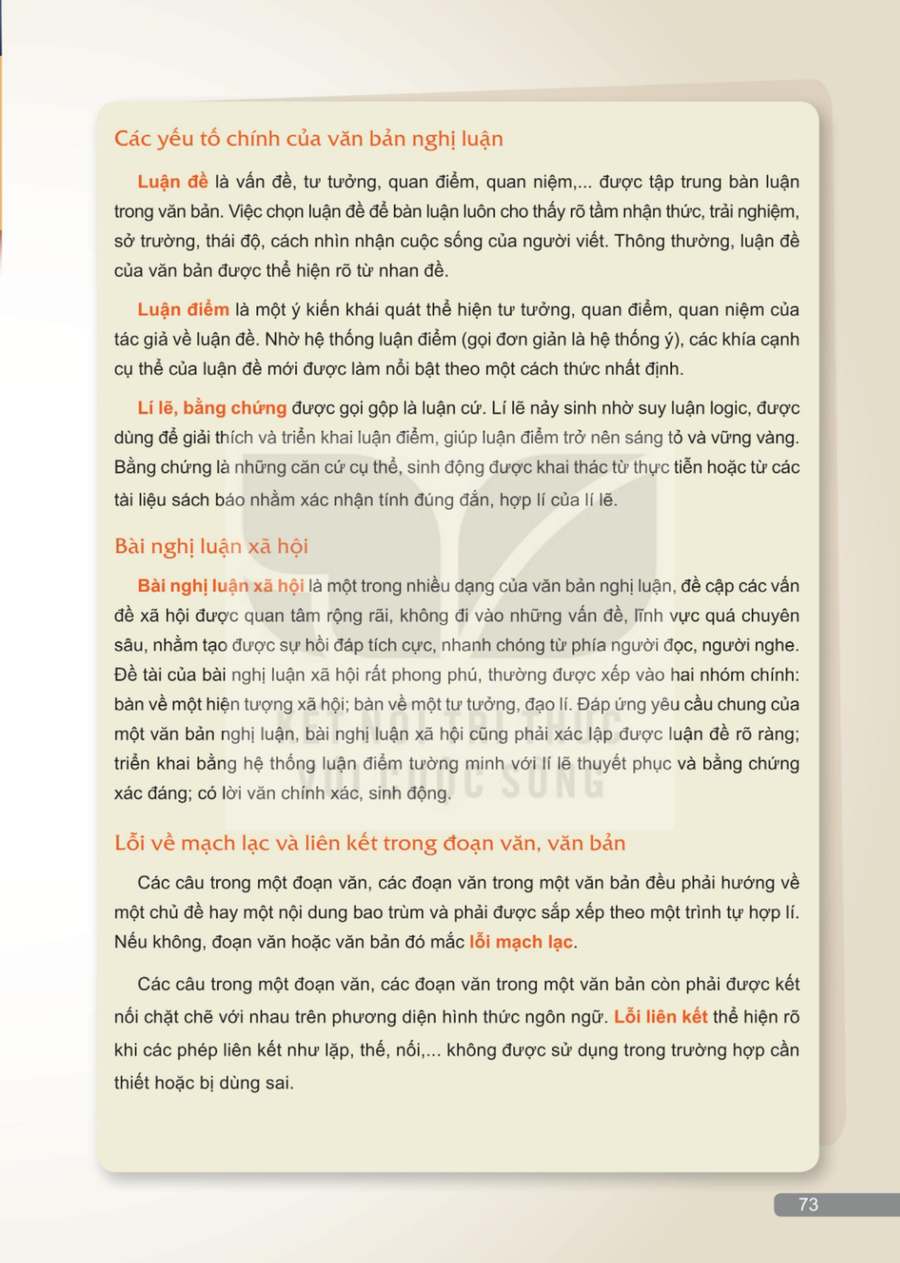 Các yếu tố chính của văn bản nghị luận
Luận đề là vấn đề, tư tưởng, quan điểm, quan niệm,... được tập trung bàn luận
trong văn bản. Việc chọn luận đề để bàn luận luôn cho thấy rõ tầm nhận thức, trải nghiệm,
sở trường, thái độ, cách nhìn nhận cuộc sống của người viết. Thông thường, luận đề
của văn bản được thể hiện rõ từ nhan đề.
Luận điểm là một ý kiến khái quát thể hiện tư tưởng, quan điểm, quan niệm của
tác giả về luận đề. Nhờ hệ thống luận điểm (gọi đơn giản là hệ thống ý), các khía cạnh
cụ thể của luận đề mới được làm nổi bật theo một cách thức nhất định.
Lí lẽ, bằng chứng được gọi gộp là luận cứ. Lí lẽ nảy sinh nhờ suy luận logic, được
dùng để giải thích và triển khai luận điểm, giúp luận điểm trở nên sáng tỏ và vững vàng.
Bằng chứng là những căn cứ cụ thể, sinh động được khai thác từ thực tiễn hoặc từ các
tài liệu sách báo nhằm xác nhận tính đúng đắn, hợp lí của lí lẽ.
Bài nghị luận xã hội
Bài nghị luận xã hội là một trong nhiều dạng của văn bản nghị luận, đề cập các vấn
đề xã hội được quan tâm rộng rãi, không đi vào những vấn đề, lĩnh vực quá chuyên
sâu, nhằm tạo được sự hồi đáp tích cực, nhanh chóng từ phía người đọc, người nghe.
Đề tài của bài nghị luận xã hội rất phong phú, thường được xếp vào hai nhóm chính:
bàn về một hiện tượng xã hội; bàn về một tư tưởng, đạo lí. Đáp ứng yêu cầu chung của
một văn bản nghị luận, bài nghị luận xã hội cũng phải xác lập được luận đề rõ ràng;
triển khai bằng hệ thống luận điểm tường minh với lí lẽ thuyết phục và bằng chứng
xác đáng; có lời văn chính xác, sinh động.
KẾT NỐI TRI THỨC
VỚI CUỘC SỐNG
Lỗi về mạch lạc và liên kết trong đoạn văn, văn bản
Các câu trong một đoạn văn, các đoạn văn trong một văn bản đều phải hướng về
một chủ đề hay một nội dung bao trùm và phải được sắp xếp theo một trình tự hợp lí.
Nếu không, đoạn văn hoặc văn bản đó mắc lỗi mạch lạc.
Các câu trong một đoạn văn, các đoạn văn trong một văn bản còn phải được kết
nối chặt chẽ với nhau trên phương diện hình thức ngôn ngữ. Lỗi liên kết thể hiện rõ
khi các phép liên kết như lặp, thế, nối,... không được sử dụng trong trường hợp cần
thiết hoặc bị dùng sai.
73